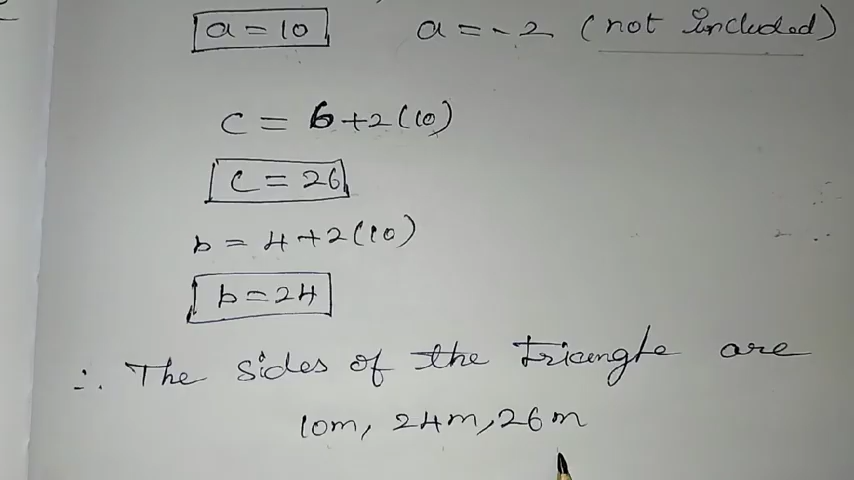 a = 10 a = -2 (not included)
c = 6 + 2(10)
c = 26
b = 4 + 2(10)
b = 24
∴ The sides of the triangle are
10m, 24m, 26m